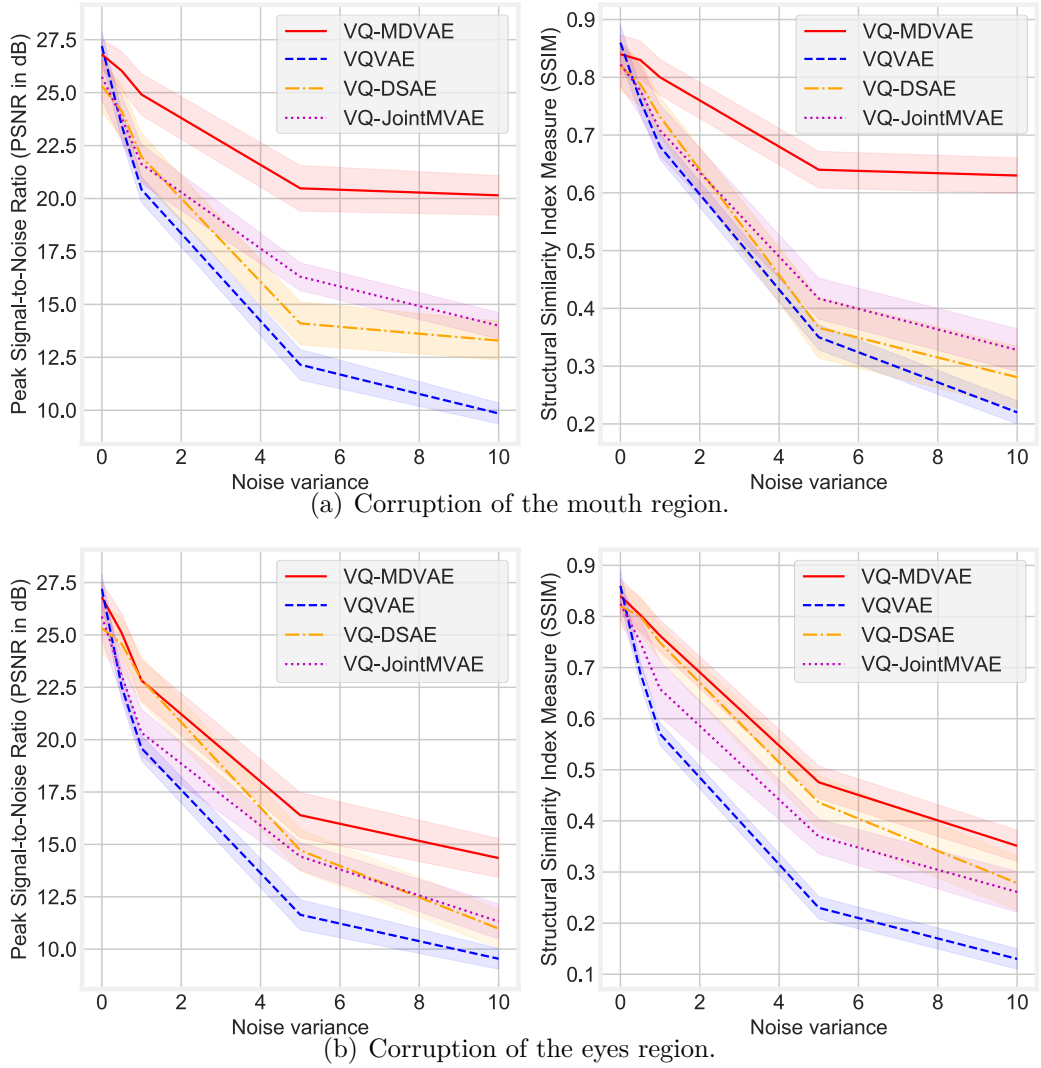 27.5
25.0
22.5
20.0
17.5
15.0
12.5
10.0
Peak Signal-to-Noise Ratio (PSNR in dB)
VQ-MDVAE
VQVAE
VQ-DSAE
VQ-JointMVAE
0 2 4 6 8 10
Noise variance
0.9
0.8
0.7
0.6
0.5
0.4
0.3
0.2
Structural Similarity Index Measure (SSIM)
VQ-MDVAE
VQVAE
VQ-DSAE
VQ-JointMVAE
0 2 4 6 8 10
Noise variance
(a) Corruption of the mouth region.
27.5
25.0
22.5
20.0
17.5
15.0
12.5
10.0
Peak Signal-to-Noise Ratio (PSNR in dB)
VQ-MDVAE
VQVAE
VQ-DSAE
VQ-JointMVAE
0 2 4 6 8 10
Noise variance
0.9
0.8
0.7
0.6
0.5
0.4
0.3
0.2
0.1
Structural Similarity Index Measure (SSIM)
VQ-MDVAE
VQVAE
VQ-DSAE
VQ-JointMVAE
0 2 4 6 8 10
Noise variance
(b) Corruption of the eyes region.